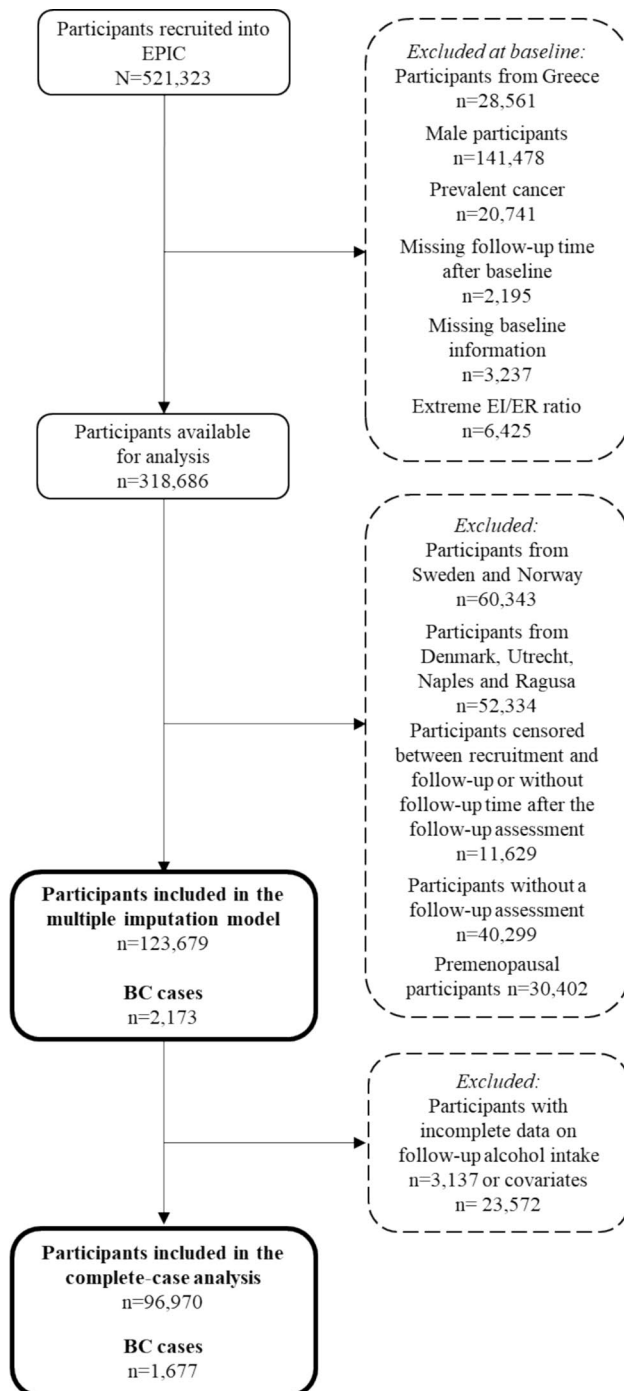 Participants recruited into
EPIC
N=521,323
Excluded at baseline:
Participants from Greece
n=28,561
Male participants
n=141,478
Prevalent cancer
n=20,741
Missing follow-up time
after baseline
n=2,195
Missing baseline
information
n=3,237
Extreme EI/ER ratio
n=6,425
Participants available
for analysis
n=318,686
Excluded:
Participants from
Sweden and Norway
n=60,343
Participants from
Denmark, Utrecht,
Naples and Ragusa
n=52,334
Participants censored
between recruitment and
follow-up or without
follow-up time after the
follow-up assessment
n=11,629
Participants without a
follow-up assessment
n=40,299
Premenopausal
participants n=30,402
Participants included in the
multiple imputation model
n=123,679
BC cases
n=2,173
Excluded:
Participants with
incomplete data on
follow-up alcohol intake
n=3,137 or covariates
n= 23,572
Participants included in the
complete-case analysis
n=96,970
BC cases
n=1,677